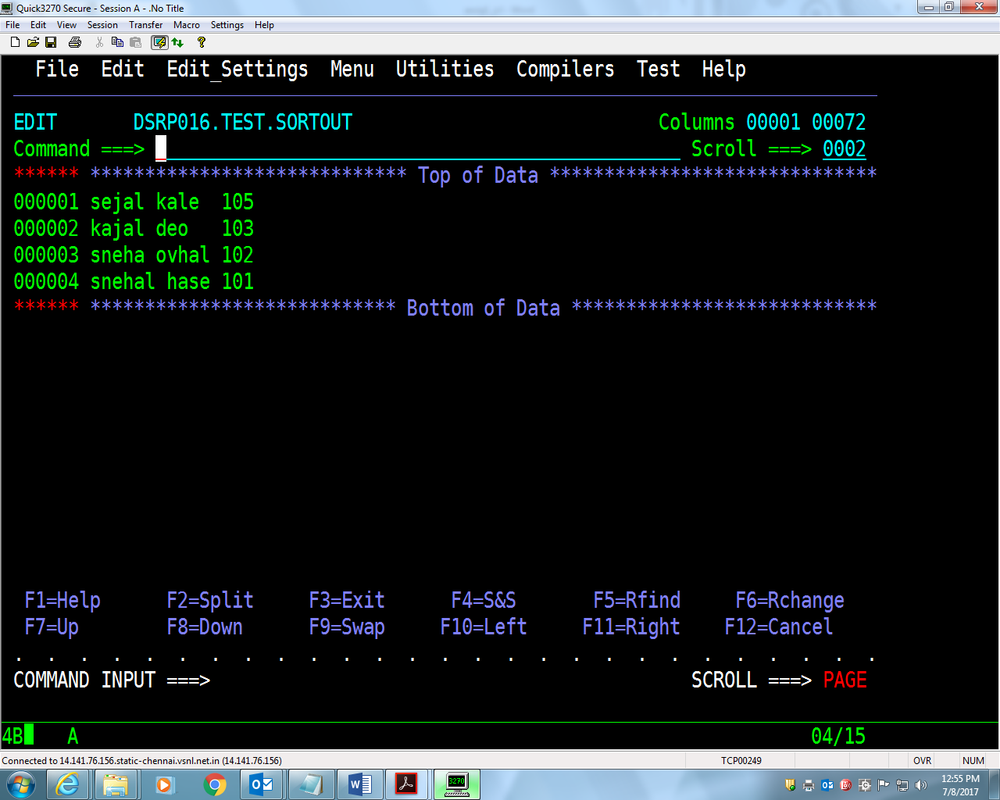 Quick3270 Secure - Session A - .No Title
File Edit View Session Transfer Macro Settings Help
File Edit Edit_Settings Menu Utilities Compilers Test Help
EDIT DSRP016.TEST.SORTOUT Columns 00001 00072
Command ===> Scroll ===> 0002
****** ***************************** Top of Data ******************************
000001 sejal kale 105
000002 kajal deo 103
000003 sneha ovhal 102
000004 snehal hase 101
****** **************************** Bottom of Data ****************************
F1=Help F2=Split F3=Exit F4=S&S F5=Rfind F6=Rchange
F7=Up F8=Down F9=Swap F10=Left F11=Right F12=Cancel
. . . . . . . . . . . . . . . . . . . . . . . . . . .
COMMAND INPUT ===> SCROLL ===> PAGE
4B A 04/15
Connected to 14.141.76.156.static-chennai.vsnl.net.in (14.141.76.156) TCP00249 OVR NUM
3270
12:55 PM
7/8/2017